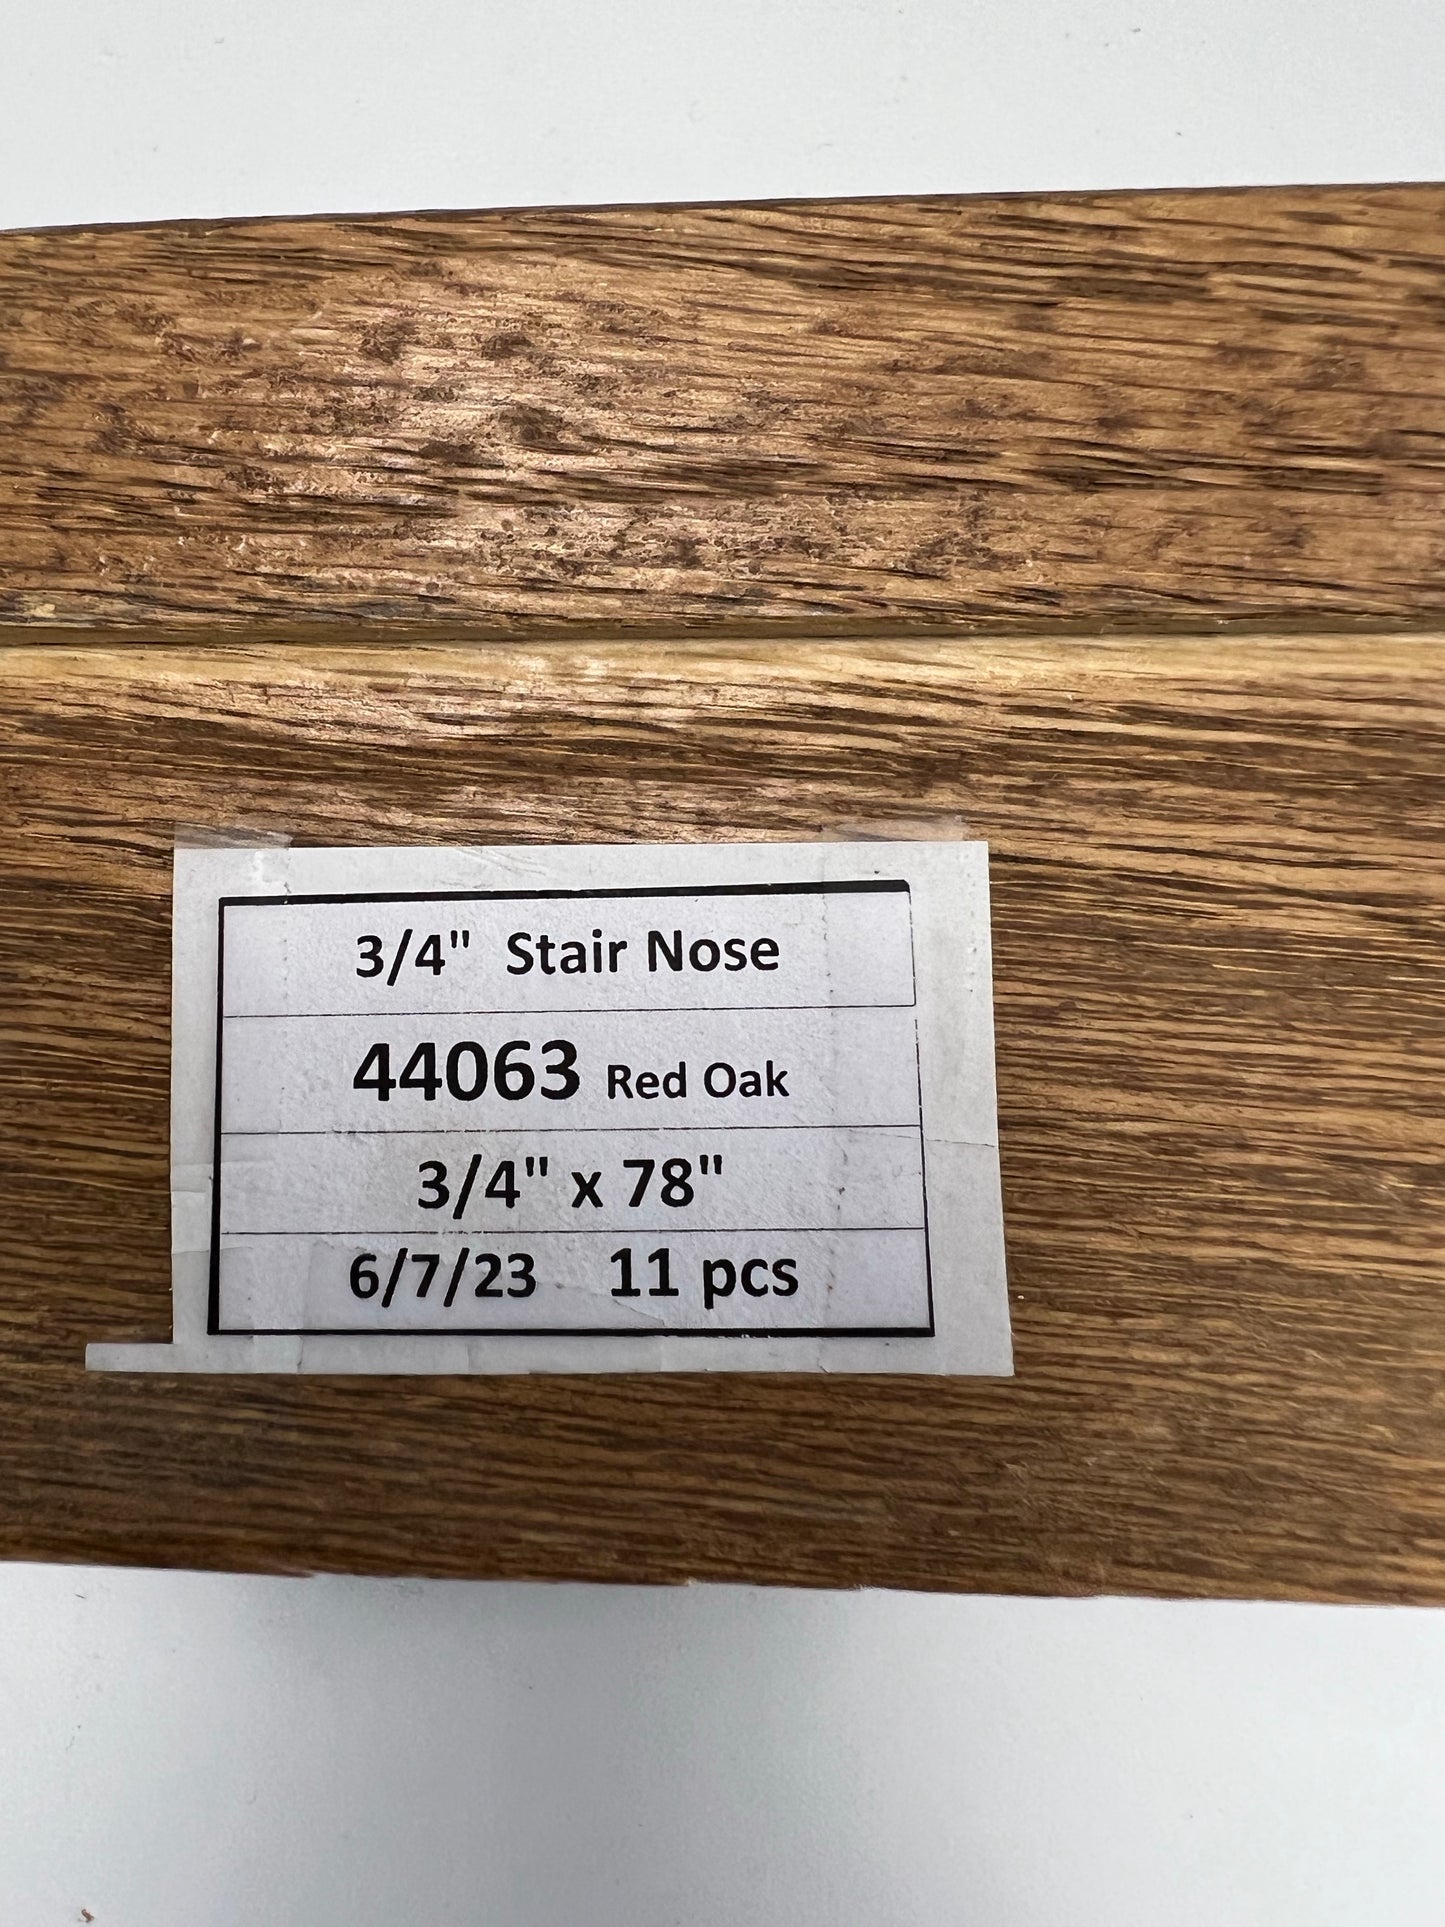 3/4" Stair Nose
44063 Red Oak
3/4" x 78"
6/7/23 11 pcs